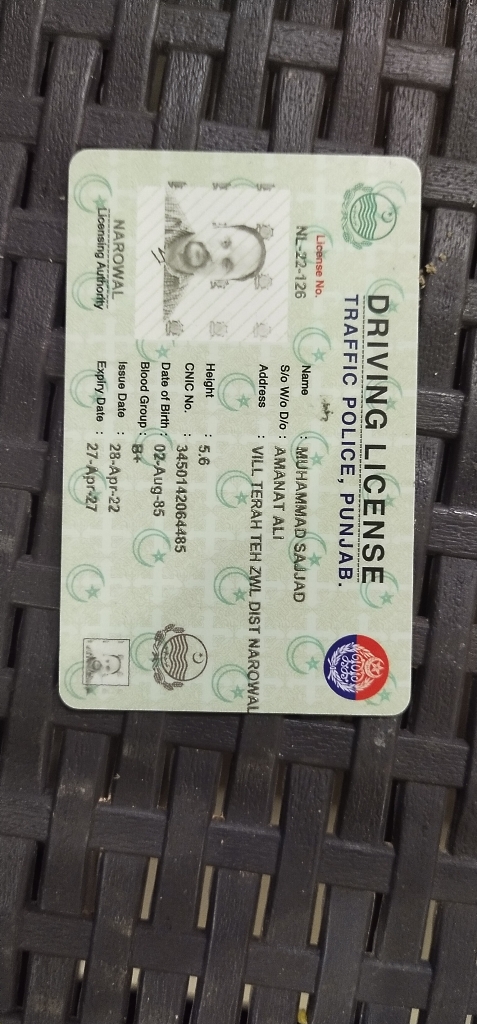 DRIVING LICENSE
TRAFFIC POLICE, PUNJAB.
License No.
NL-22-126
Name : MUHAMMAD SAJJAD
S/o W/o D/o : AMANAT ALI
Address : VILL TERAH TEH ZWL DIST NAROWAL
Height : 5,6
CNIC No. : 3450142064485
Date of Birth : 02-Aug-85
Blood Group : B+
Issue Date : 28-Apr-22
Expiry Date : 27-Apr-27
NAROWAL
Licensing Authority